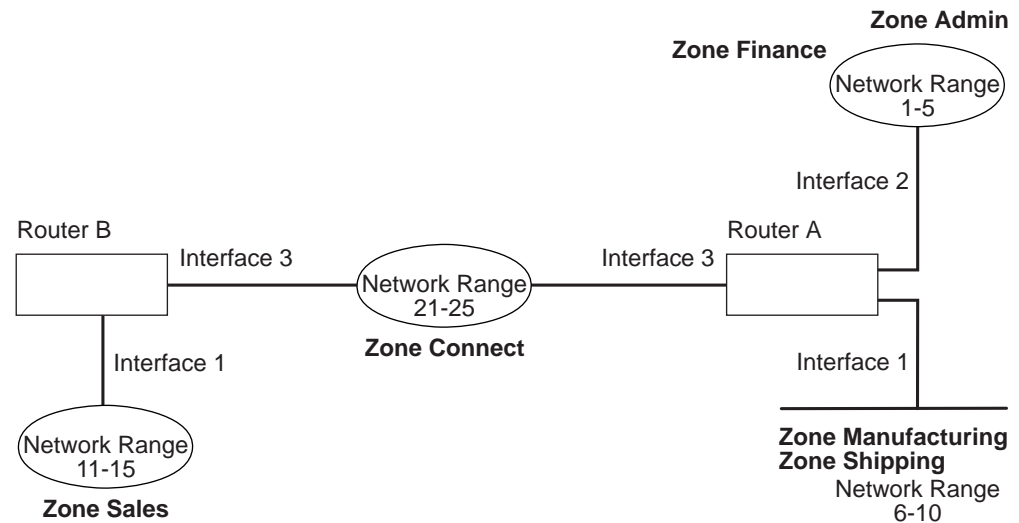 Zone Admin
Zone Finance
Network Range
1-5
Interface 2
Router B
Router A
Interface 3
Interface 3
Network Range
21-25
Zone Connect
Interface 1
Interface 1
Network Range
11-15
Zone Sales
Zone Manufacturing
Zone Shipping
Network Range
6-10